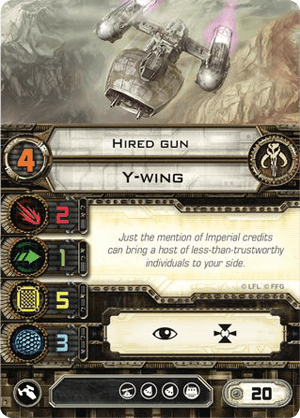 HIRED GUN
4
Y-WING
2
Just the mention of Imperial credits
can bring a host of less-than-trustworthy
individuals to your side.
1
© LFL © FFG
5
3
20